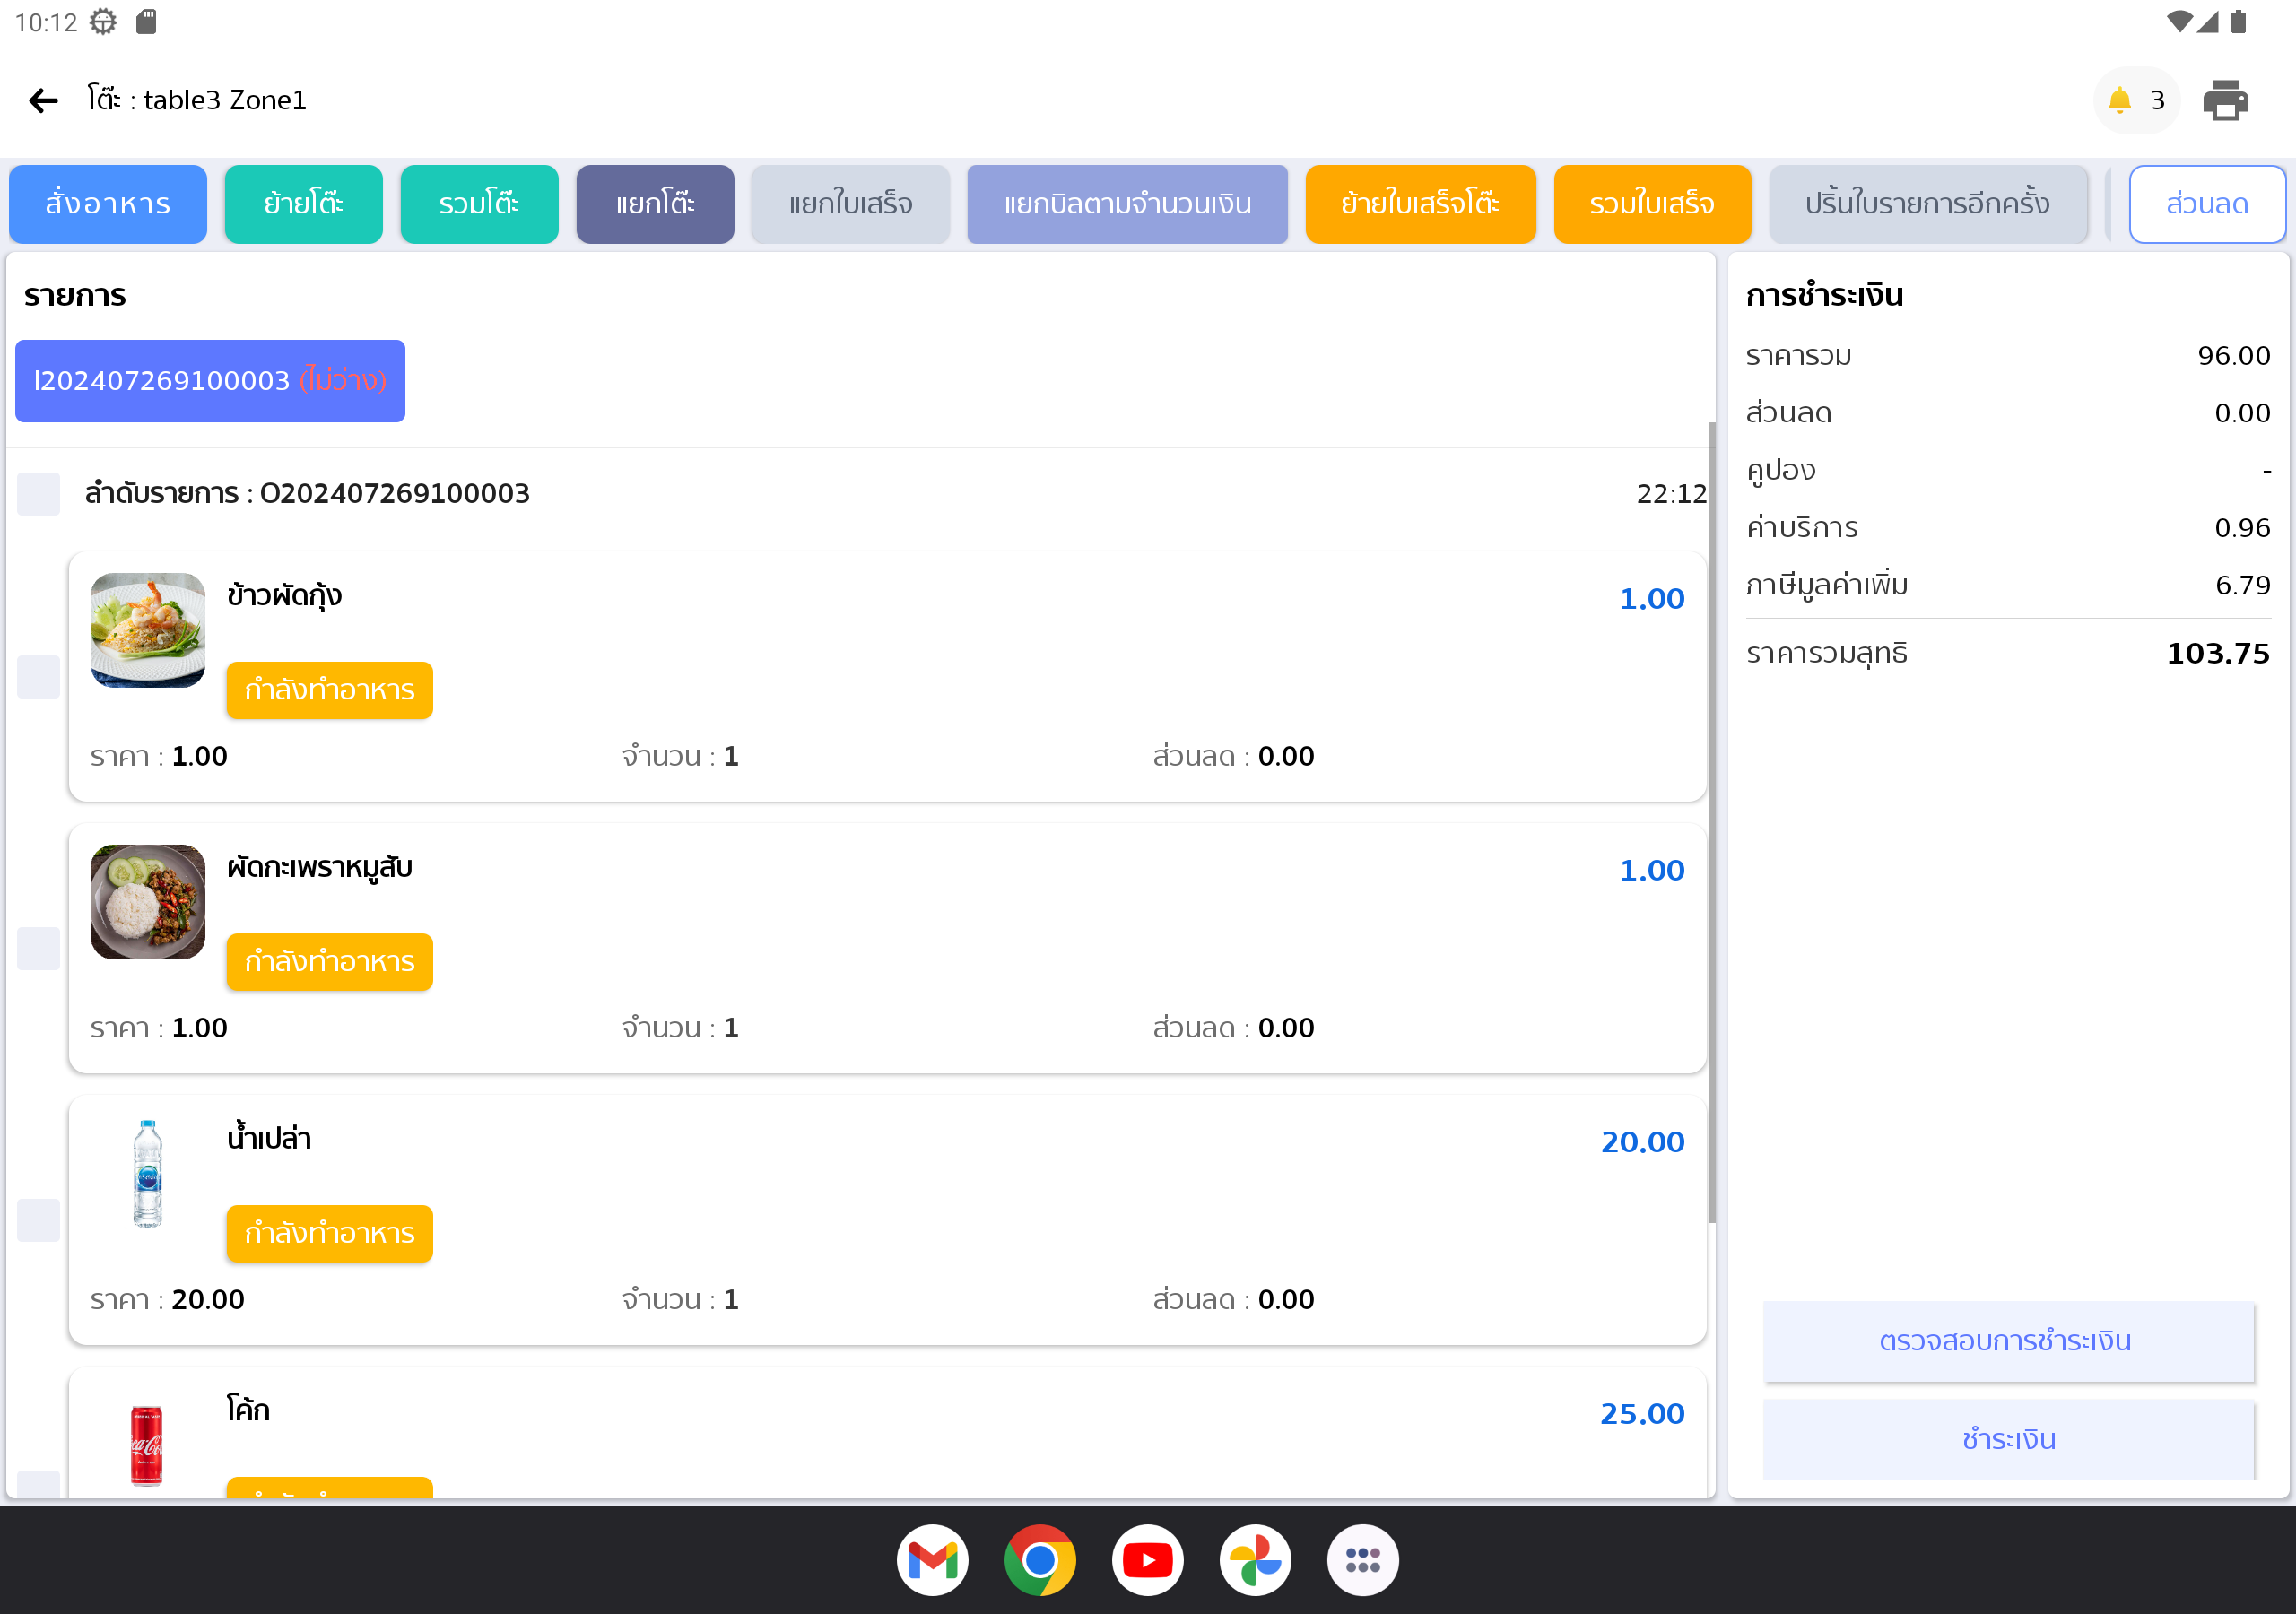 10:12
โต๊ะ : table3 Zone1
3
สั่งอาหาร
ย้ายโต๊ะ
รวมโต๊ะ
แยกโต๊ะ
แยกใบเสร็จ
แยกบิลตามจำนวนเงิน
ย้ายใบเสร็จโต๊ะ
รวมใบเสร็จ
ปริ้นใบรายการอีกครั้ง
ส่วนลด
รายการ
I202407269100003 (ไม่ว่าง)
ลำดับรายการ : O202407269100003
22:12
ข้าวผัดกุ้ง
1.00
กำลังทำอาหาร
ราคา : 1.00
จำนวน : 1
ส่วนลด : 0.00
ผัดกะเพราหมูสับ
1.00
กำลังทำอาหาร
ราคา : 1.00
จำนวน : 1
ส่วนลด : 0.00
น้ำเปล่า
20.00
กำลังทำอาหาร
ราคา : 20.00
จำนวน : 1
ส่วนลด : 0.00
โค้ก
25.00
การชำระเงิน
ราคารวม 96.00
ส่วนลด 0.00
คูปอง -
ค่าบริการ 0.96
ภาษีมูลค่าเพิ่ม 6.79
ราคารวมสุทธิ 103.75
ตรวจสอบการชำระเงิน
ชำระเงิน